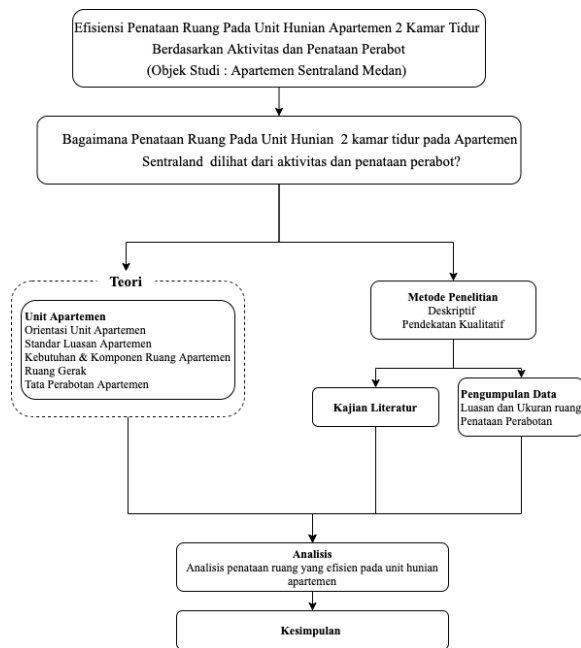 Efisiensi Penataan Ruang Pada Unit Hunian Apartemen 2 Kamar Tidur
Berdasarkan Aktivitas dan Penataan Perabot
(Objek Studi : Apartemen Sentraland Medan)
Bagaimana Penataan Ruang Pada Unit Hunian 2 kamar tidur pada Apartemen
Sentraland dilihat dari aktivitas dan penataan perabot?
Teori
Unit Apartemen
Orientasi Unit Apartemen
Standar Luasan Apartemen
Kebutuhan & Komponen Ruang Apartemen
Ruang Gerak
Tata Perabotan Apartemen
Metode Penelitian
Deskriptif
Pendekatan Kualitatif
Kajian Literatur
Pengumpulan Data
Luasan dan Ukuran ruang
Penataan Perabotan
Analisis
Analisis penataan ruang yang efisien pada unit hunian
apartemen
Kesimpulan